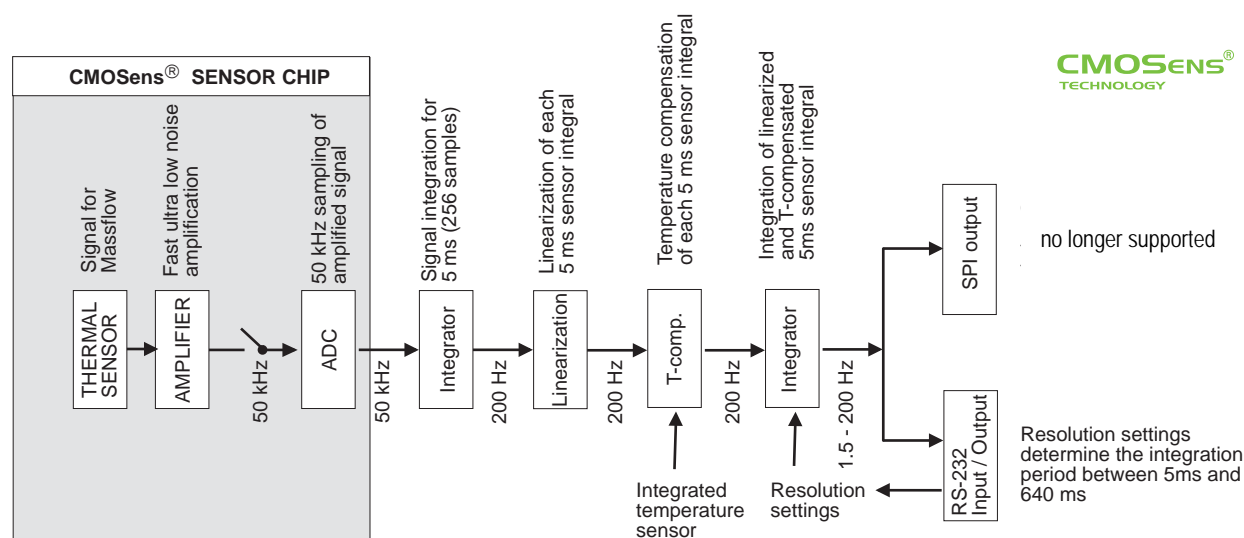 CMOSens® SENSOR CHIP
CMOSENS®
TECHNOLOGY
Signal for
Massflow
Fast ultra low noise
amplification
50 kHz sampling of
amplified signal
Signal integration for
5 ms (256 samples)
Linearization of each
5 ms sensor integral
Temperature compensation
of each 5 ms sensor integral
Integration of linearized
and T-compensated
5ms sensor integral
THERMAL
SENSOR
AMPLIFIER
50 kHz
ADC
50 kHz
Integrator
200 Hz
Linearization
200 Hz
T-comp.
200 Hz
Integrator
1.5 - 200 Hz
SPI output
no longer supported
RS-232
Input / Output
Resolution settings
determine the integration
period between 5ms and
640 ms
Integrated
temperature
sensor
Resolution
settings